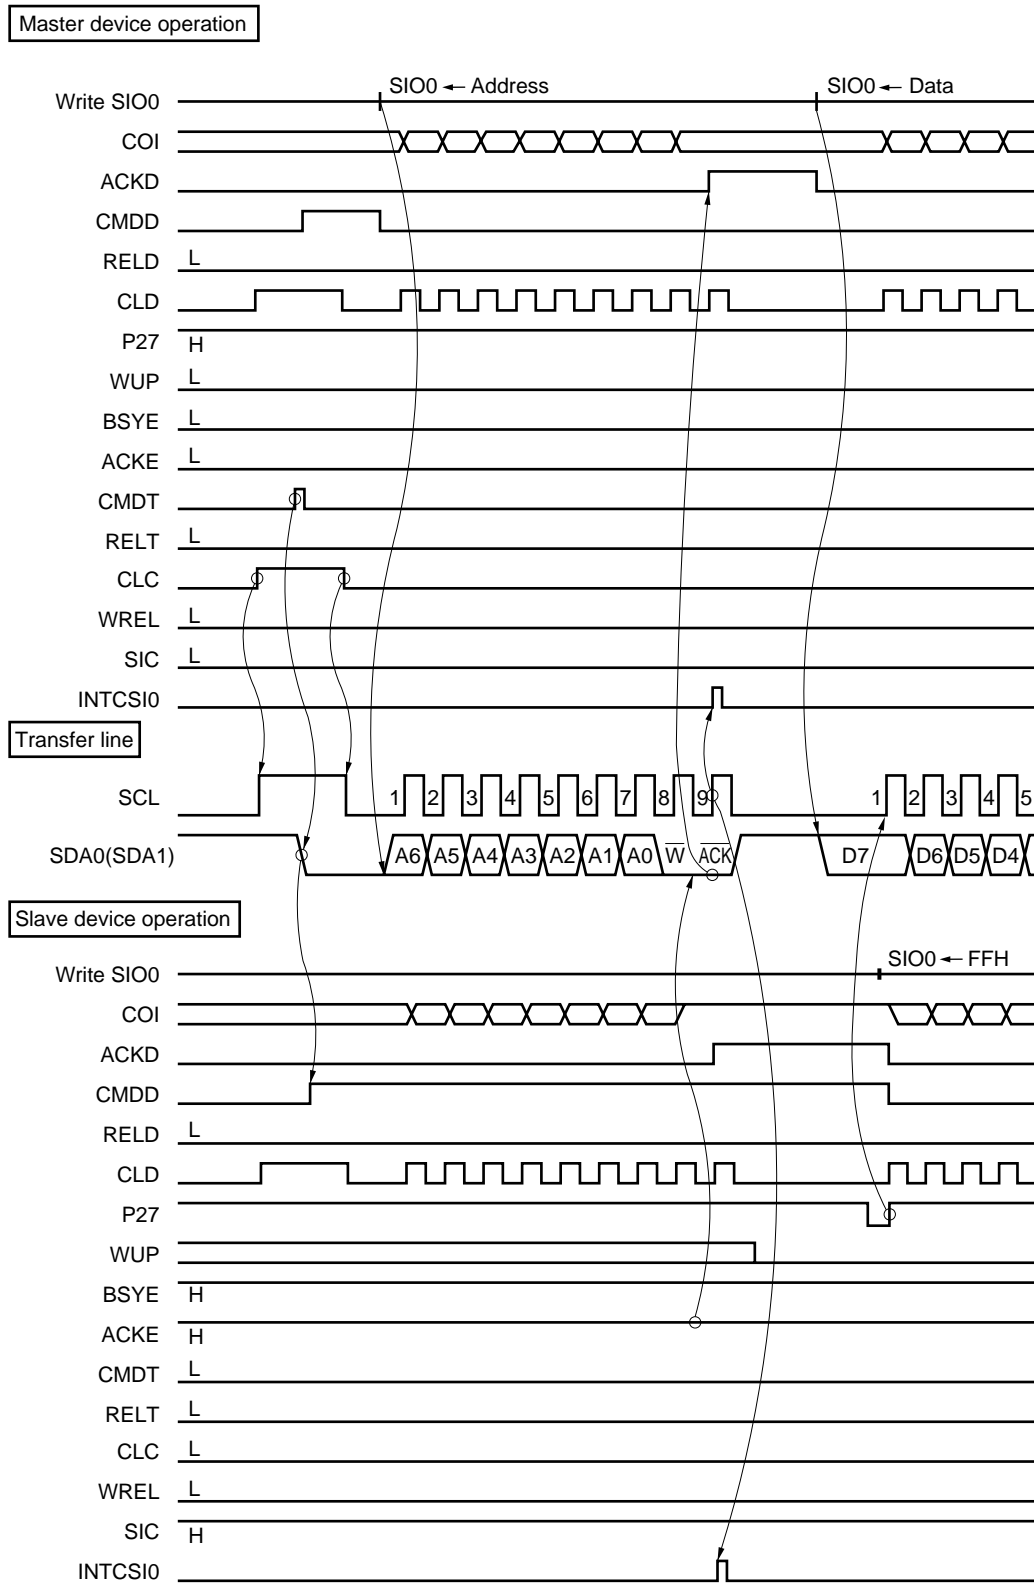 Master device operation
Write SIO0 SIO0 ← Address SIO0 ← Data
COI
ACKD
CMDD
RELD L
CLD
P27 H
WUP L
BSYE L
ACKE L
CMDT
RELT L
CLC
WREL L
SIC L
INTCSI0
Transfer line
SCL 1 2 3 4 5 6 7 8 9 1 2 3 4 5
SDA0(SDA1) A6 A5 A4 A3 A2 A1 A0 W̅ A̅C̅K̅ D7 D6 D5 D4
Slave device operation
Write SIO0 SIO0 ← FFH
COI
ACKD
CMDD
RELD L
CLD
P27
WUP
BSYE H
ACKE H
CMDT L
RELT L
CLC L
WREL L
SIC H
INTCSI0